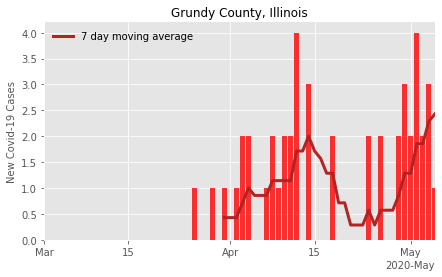 Grundy County, Illinois
7 day moving average
New Covid-19 Cases
4.0
3.5
3.0
2.5
2.0
1.5
1.0
0.5
0.0
Mar 15 Apr 15 May
2020-May